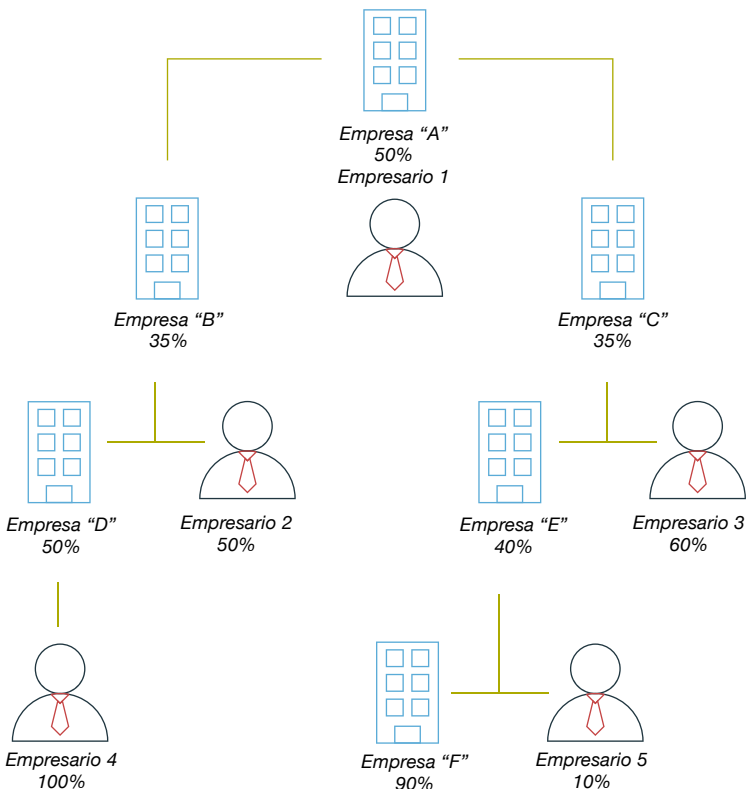 Empresa “A”
50%
Empresario 1
Empresa “B”
35%
Empresa “C”
35%
Empresa “D”
50%
Empresario 2
50%
Empresa “E”
40%
Empresario 3
60%
Empresario 4
100%
Empresa “F”
90%
Empresario 5
10%